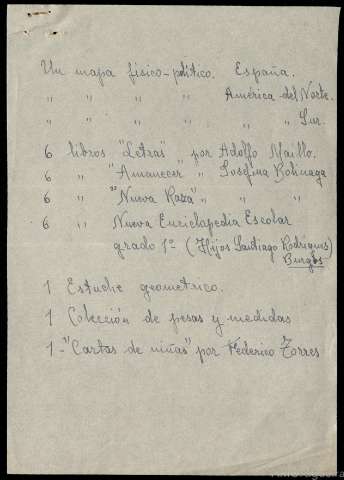 Un mapa físico-político. España.
" " " " América del Norte.
" " " " " Sur.
6 libros "Letras" por Adolfo Maillo.
6 " "Amanecer" " Josefina Bolinaga
6 " "Nueva Raza" " " "
6 " Nueva Enciclopedia Escolar
grado 1º (Hijos Santiago Rodríguez)
Burgos
1 Estuche geometrico.
1 Colección de pesas y medidas
1-"Cartas de niñas" por Federico Torres